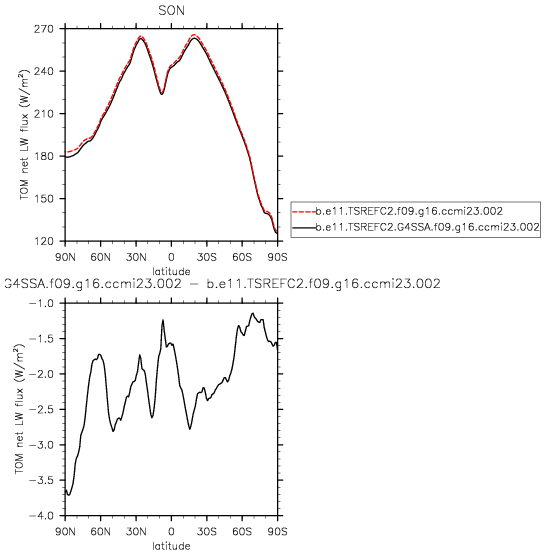 SON
270
240
210
180
150
120
TOM net LW flux (W/m²)
90N 60N 30N 0 30S 60S 90S
latitude
b.e11.TSREFC2.f09.g16.ccmi23.002
b.e11.TSREFC2.G4SSA.f09.g16.ccmi23.002
G4SSA.f09.g16.ccmi23.002 − b.e11.TSREFC2.f09.g16.ccmi23.002
−1.0
−1.5
−2.0
−2.5
−3.0
−3.5
−4.0
TOM net LW flux (W/m²)
90N 60N 30N 0 30S 60S 90S
latitude